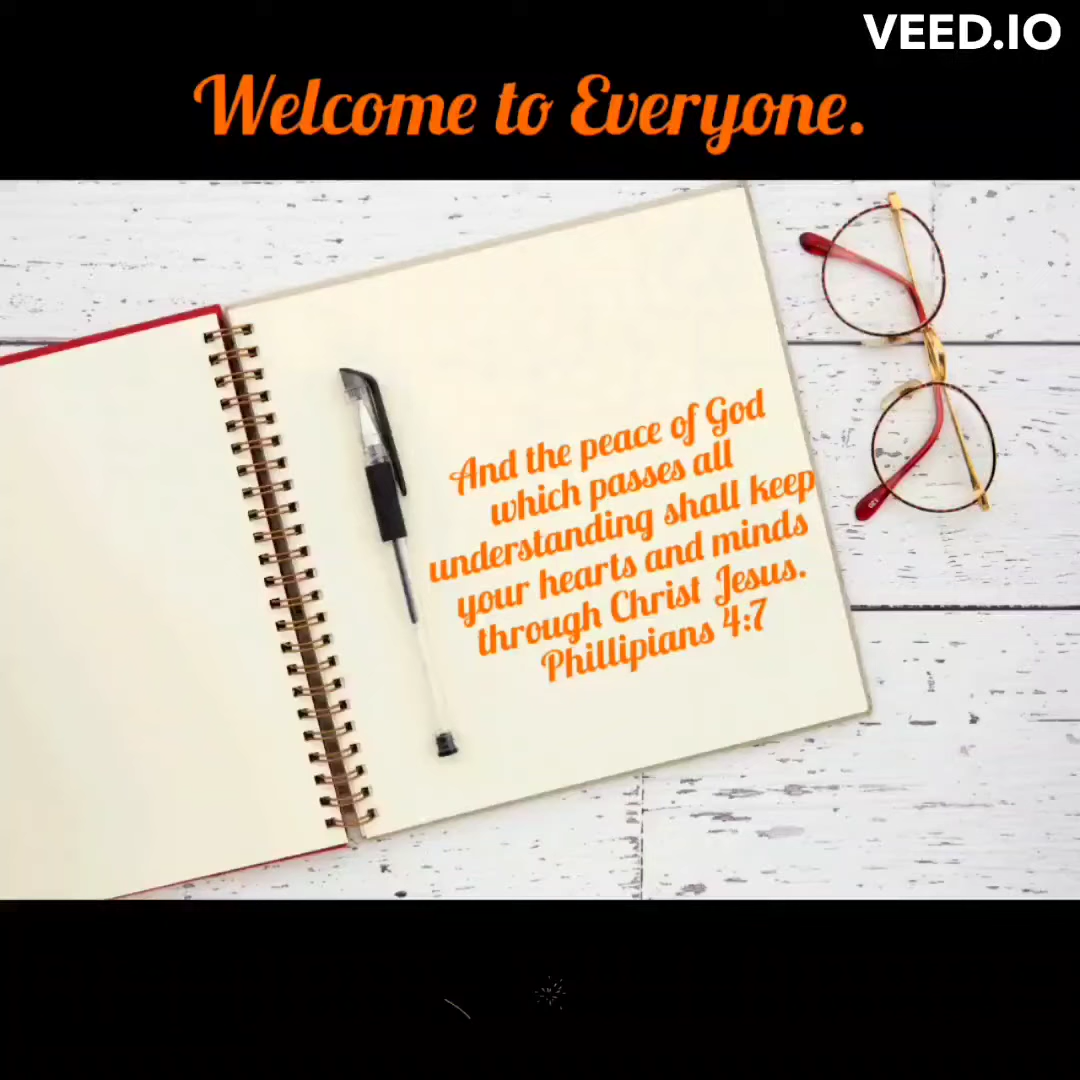 VEED.IO
Welcome to Everyone.
And the peace of God
which passes all
understanding shall keep
your hearts and minds
through Christ Jesus.
Phillipians 4:7